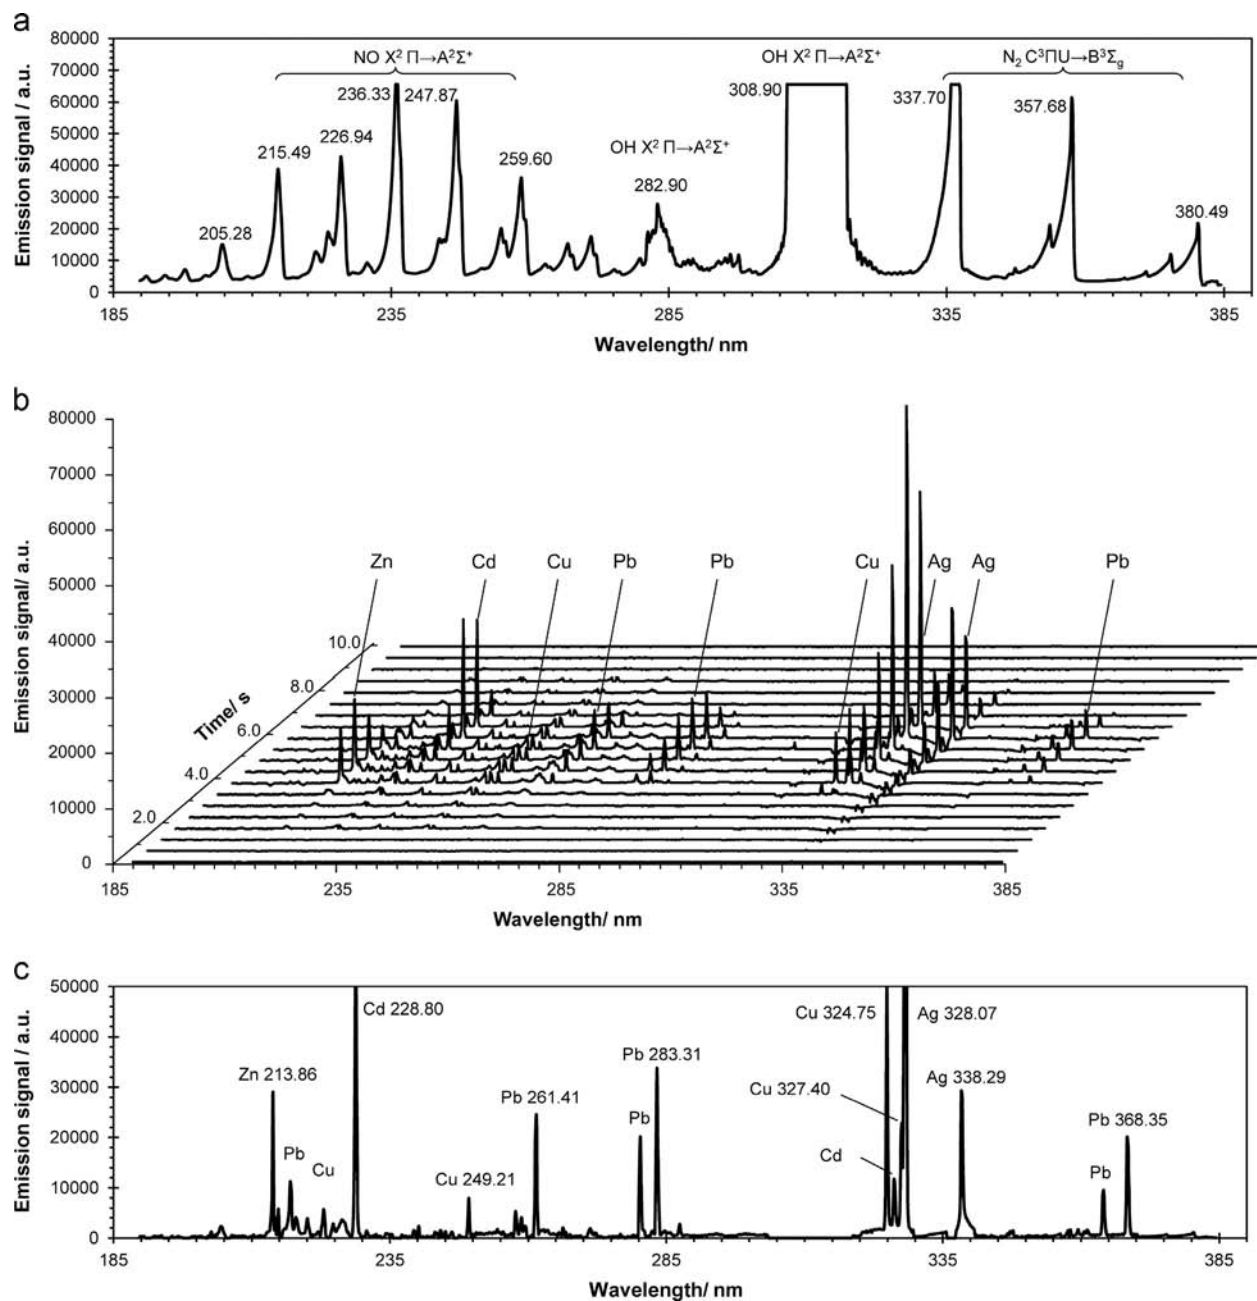 a
80000
70000
60000
50000
40000
30000
20000
10000
0
Emission signal / a.u.
NO X² Π→A²Σ⁺
OH X² Π→A²Σ⁺
N₂ C³ΠU→B³Σg
236.33
247.87
308.90
337.70
357.68
226.94
215.49
259.60
OH X² Π→A²Σ⁺
282.90
205.28
380.49
185
235
285
335
385
Wavelength/ nm
b
80000
70000
60000
50000
40000
30000
20000
10000
0
Emission signal/ a.u.
Zn
Cd
Cu
Pb
Pb
Cu
Ag
Ag
Pb
10.0
8.0
6.0
4.0
2.0
Time/ s
185
235
285
335
385
Wavelength/ nm
c
50000
40000
30000
20000
10000
0
Emission signal / a.u.
Cd 228.80
Cu 324.75
Ag 328.07
Zn 213.86
Pb 283.31
Cu 327.40
Ag 338.29
Pb 261.41
Pb
Pb 368.35
Pb
Cu
Cu 249.21
Cd
Pb
185
235
285
335
385
Wavelength/ nm